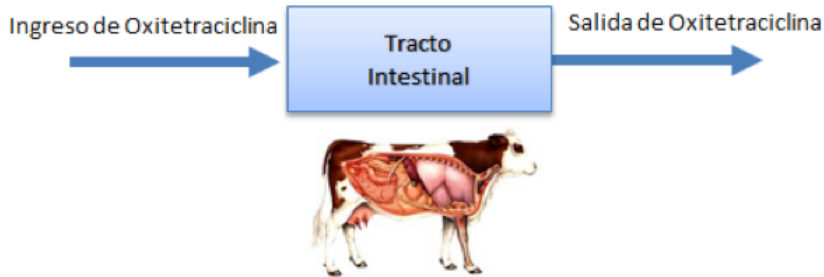 Ingreso de Oxitetraciclina
Tracto
Intestinal
Salida de Oxitetraciclina